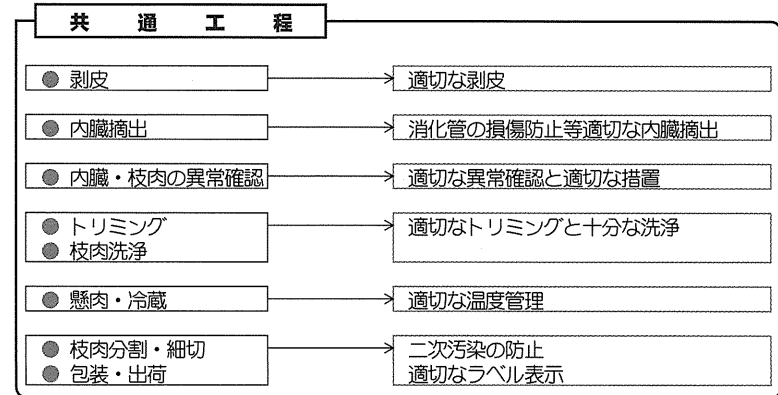 共通工程
● 剥皮
適切な剥皮
● 内臓摘出
消化管の損傷防止等適切な内臓摘出
● 内臓・枝肉の異常確認
適切な異常確認と適切な措置
● トリミング
● 枝肉洗浄
適切なトリミングと十分な洗浄
● 懸肉・冷蔵
適切な温度管理
● 枝肉分割・細切
● 包装・出荷
二次汚染の防止
適切なラベル表示